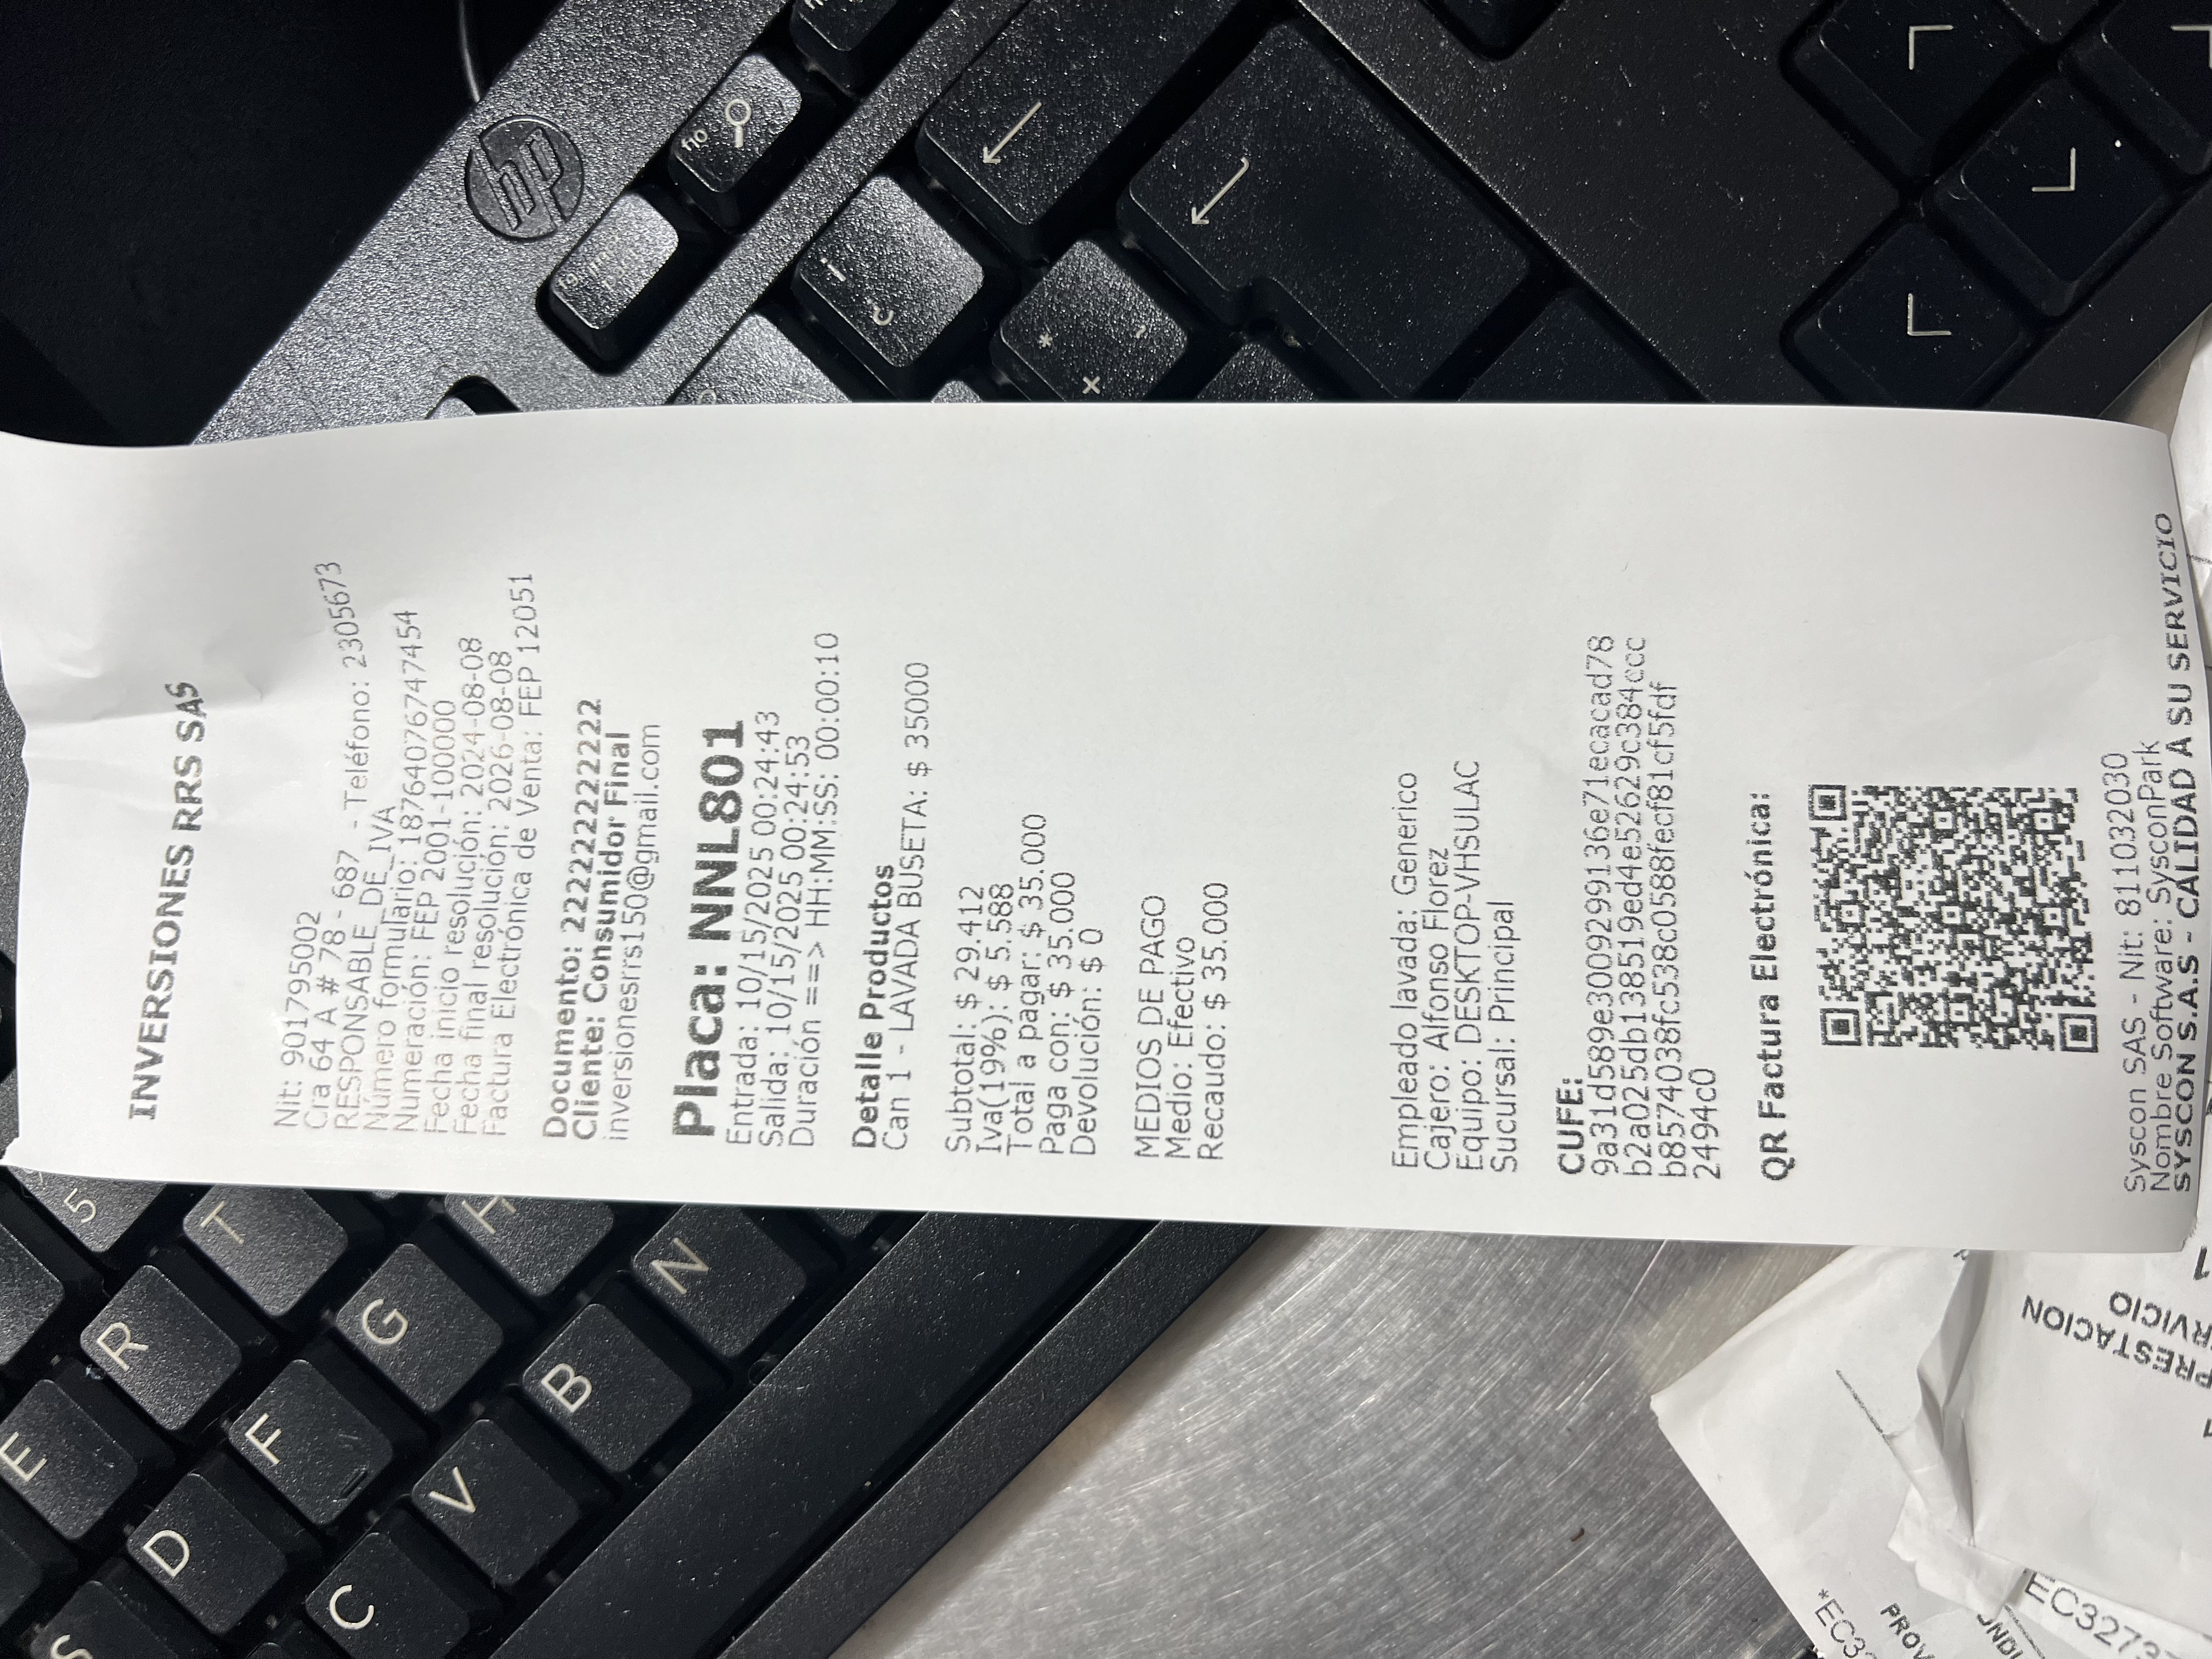 INVERSIONES RRS SAS
Nit: 901795002
Cra 64 A # 78 - 687 - Teléfono: 2305673
RESPONSABLE_DE_IVA
Número formulario: 18764076747454
Numeración: FEP 2001-100000
Fecha inicio resolución: 2024-08-08
Fecha final resolución: 2026-08-08
Factura Electrónica de Venta: FEP 12051
Documento: 222222222222
Cliente: Consumidor Final
inversionesrrs150@gmail.com
Placa: NNL801
Entrada: 10/15/2025 00:24:43
Salida: 10/15/2025 00:24:53
Duración ==> HH:MM:SS: 00:00:10
Detalle Productos
Can 1 - LAVADA BUSETA: $ 35000
Subtotal: $ 29.412
Iva(19%): $ 5.588
Total a pagar: $ 35.000
Paga con: $ 35.000
Devolución: $ 0
MEDIOS DE PAGO
Medio: Efectivo
Recaudo: $ 35.000
Empleado lavada: Generico
Cajero: Alfonso Florez
Equipo: DESKTOP-VHSULAC
Sucursal: Principal
CUFE:
9a31d589e3009299136e71ecacad78
b2a025db138519ed4e52629c384ccc
b8574038fc538c0588fecf81cf5fdf
2494c0
QR Factura Electrónica:
Syscon SAS - Nit: 811032030
Nombre Software: SysconPark
SYSCON S.A.S - CALIDAD A SU SERVICIO
hp
f10
5
E
R
T
D
F
G
H
C
V
B
N
S
PRESTACION